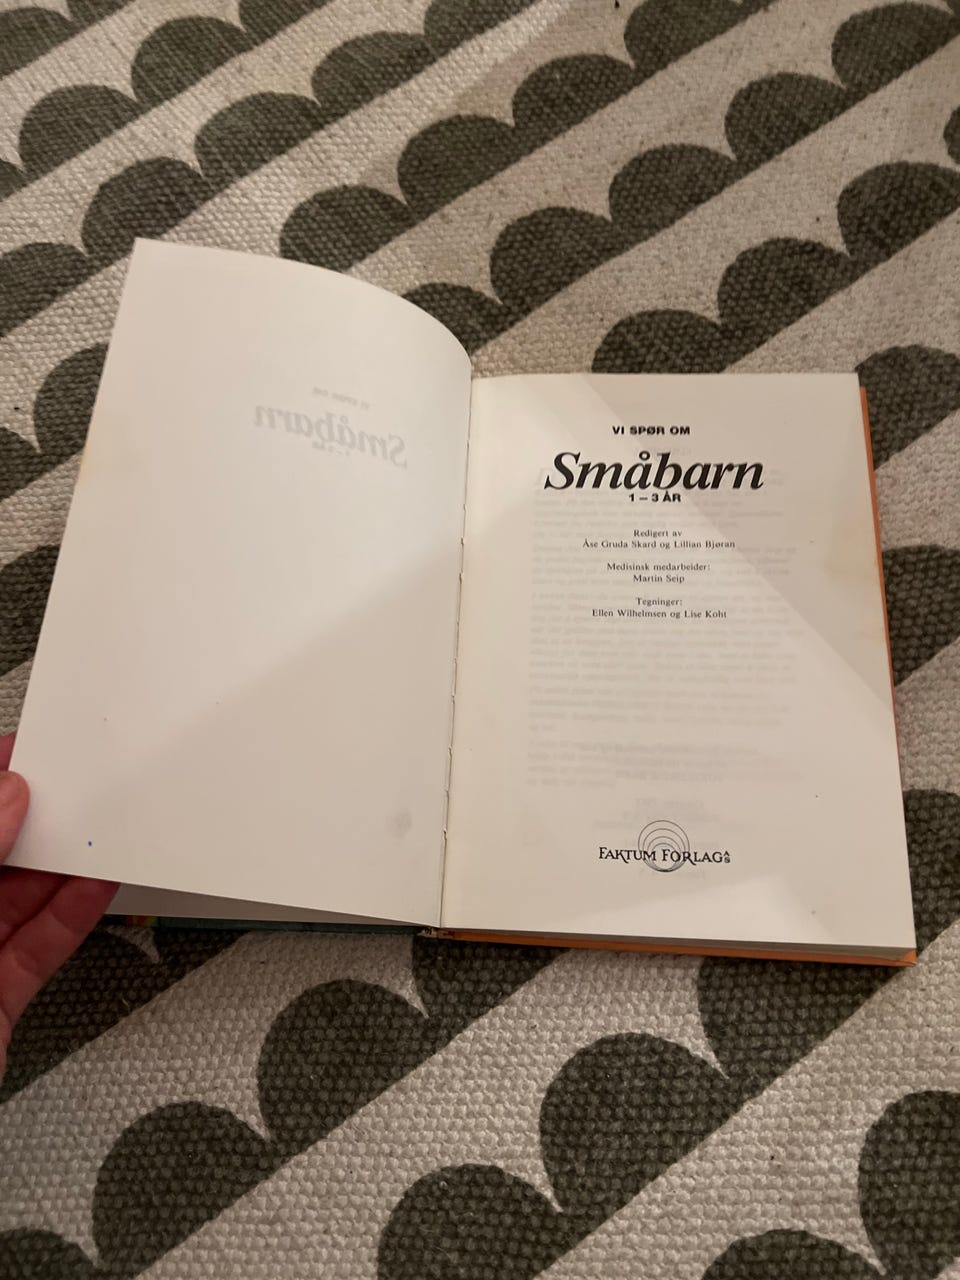 VI SPØR OM
Småbarn
1 – 3 ÅR
Redigert av
Åse Gruda Skard og Lillian Bjøran
Medisinsk medarbeider:
Martin Seip
Tegninger:
Ellen Wilhelmsen og Lise Koht
FAKTUM FORLAG AS